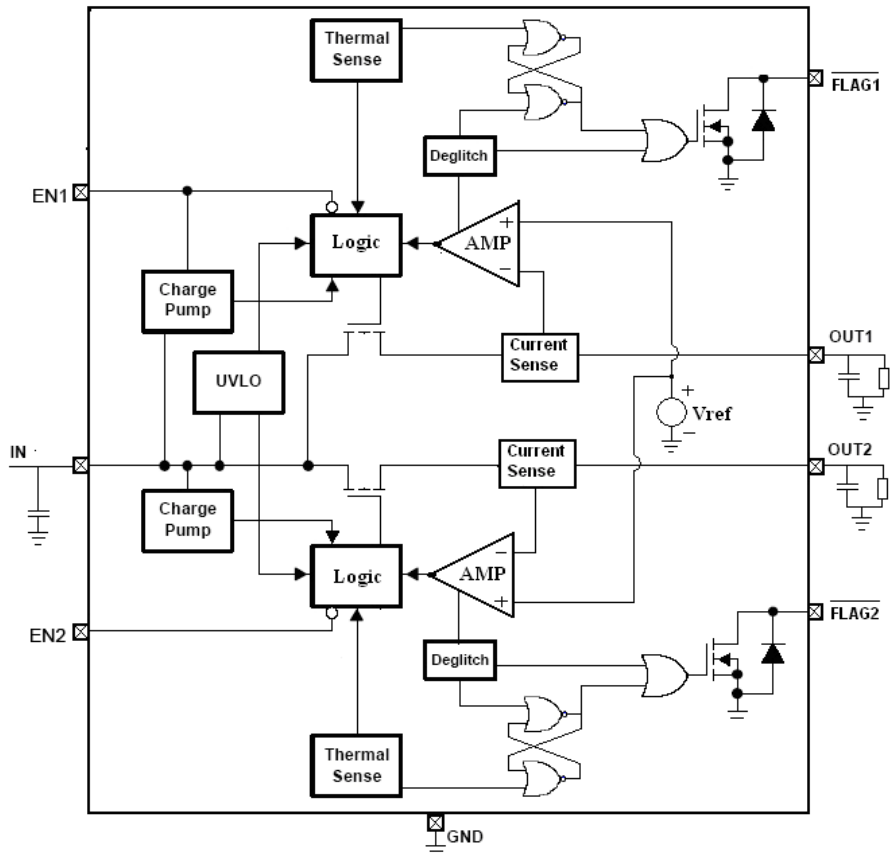 Thermal
Sense
FLAG1
Deglitch
EN1
Logic
+
AMP
−
Charge
Pump
Current
Sense
OUT1
UVLO
+
Vref
−
IN
Current
Sense
OUT2
Charge
Pump
Logic
−
AMP
+
FLAG2
EN2
Deglitch
Thermal
Sense
GND